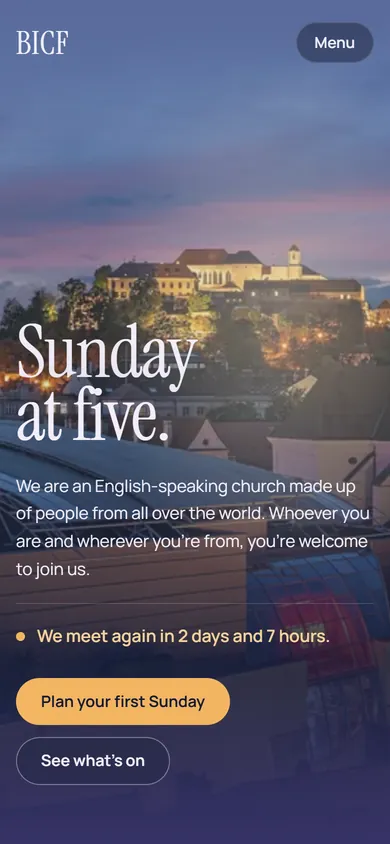 BICF
Menu
Sunday
at five.
We are an English-speaking church made up
of people from all over the world. Whoever you
are and wherever you’re from, you’re welcome
to join us.
We meet again in 2 days and 7 hours.
Plan your first Sunday
See what’s on